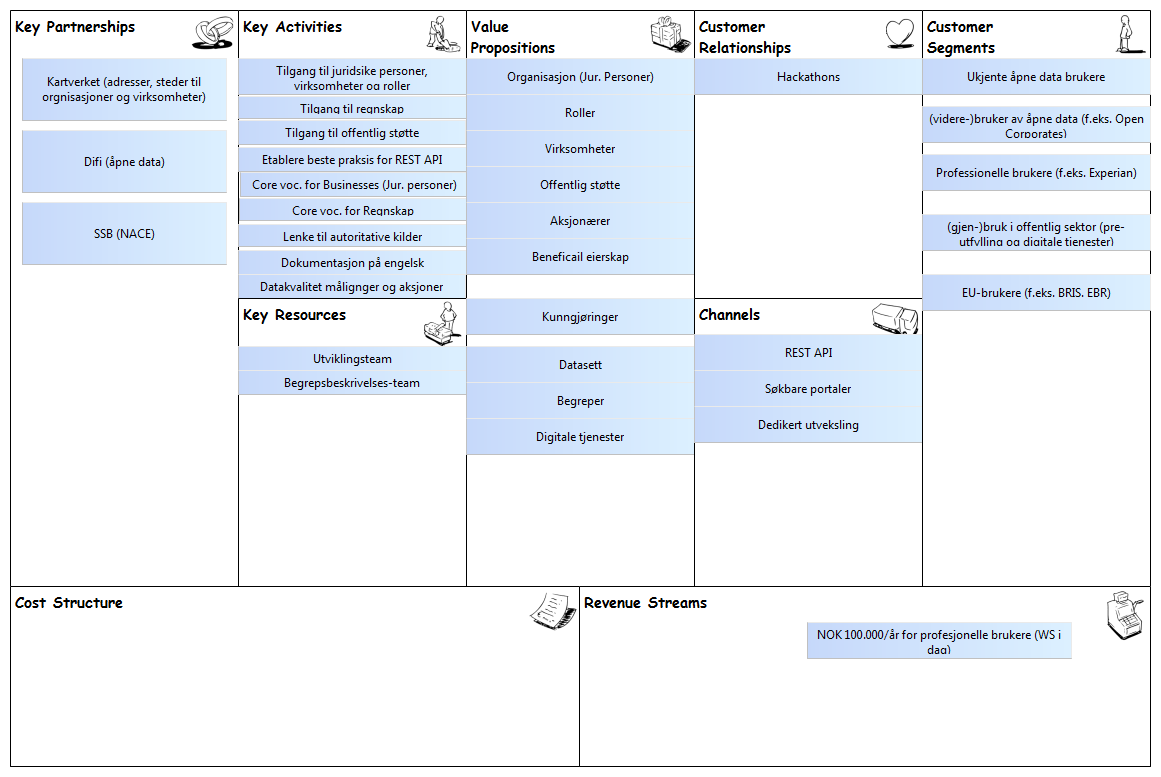 Key Partnerships
Kartverket (adresser, steder til
orgnisasjoner og virksomheter)
Difi (åpne data)
SSB (NACE)
Key Activities
Tilgang til juridsike personer,
virksomheter og roller
Tilgang til regnskap
Tilgang til offentlig støtte
Etablere beste praksis for REST API
Core voc. for Businesses (Jur. personer)
Core voc. for Regnskap
Lenke til autoritative kilder
Dokumentasjon på engelsk
Datakvalitet målignger og aksjoner
Key Resources
Utviklingsteam
Begrepsbeskrivelses-team
Value
Propositions
Organisasjon (Jur. Personer)
Roller
Virksomheter
Offentlig støtte
Aksjonærer
Beneficail eierskap
Kunngjøringer
Datasett
Begreper
Digitale tjenester
Customer
Relationships
Hackathons
Channels
REST API
Søkbare portaler
Dedikert utveksling
Customer
Segments
Ukjente åpne data brukere
(videre-)bruker av åpne data (f.eks. Open
Corporates)
Professionelle brukere (f.eks. Experian)
(gjen-)bruk i offentlig sektor (pre-
utfylling og digitale tjenester)
EU-brukere (f.eks. BRIS. EBR)
Cost Structure
Revenue Streams
NOK 100.000/år for profesjonelle brukere (WS i
dag)